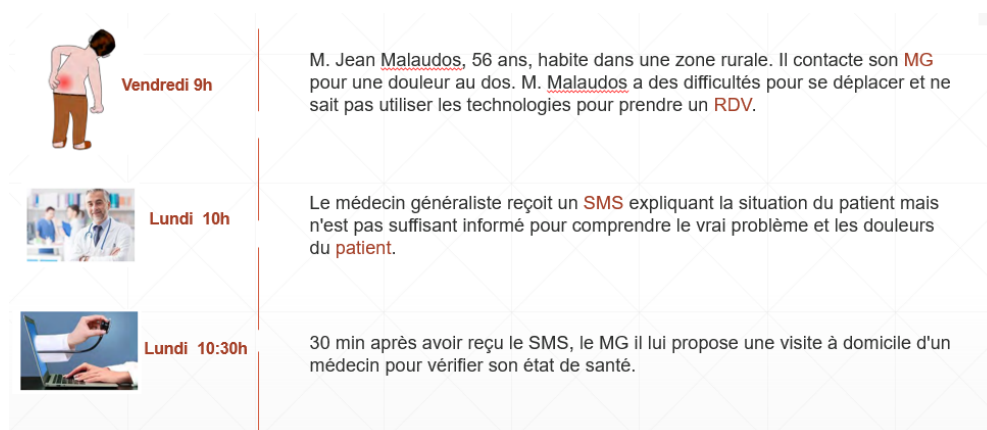 Vendredi 9h
M. Jean Malaudos, 56 ans, habite dans une zone rurale. Il contacte son MG
pour une douleur au dos. M. Malaudos a des difficultés pour se déplacer et ne
sait pas utiliser les technologies pour prendre un RDV.
Lundi 10h
Le médecin généraliste reçoit un SMS expliquant la situation du patient mais
n'est pas suffisant informé pour comprendre le vrai problème et les douleurs
du patient.
Lundi 10:30h
30 min après avoir reçu le SMS, le MG il lui propose une visite à domicile d'un
médecin pour vérifier son état de santé.